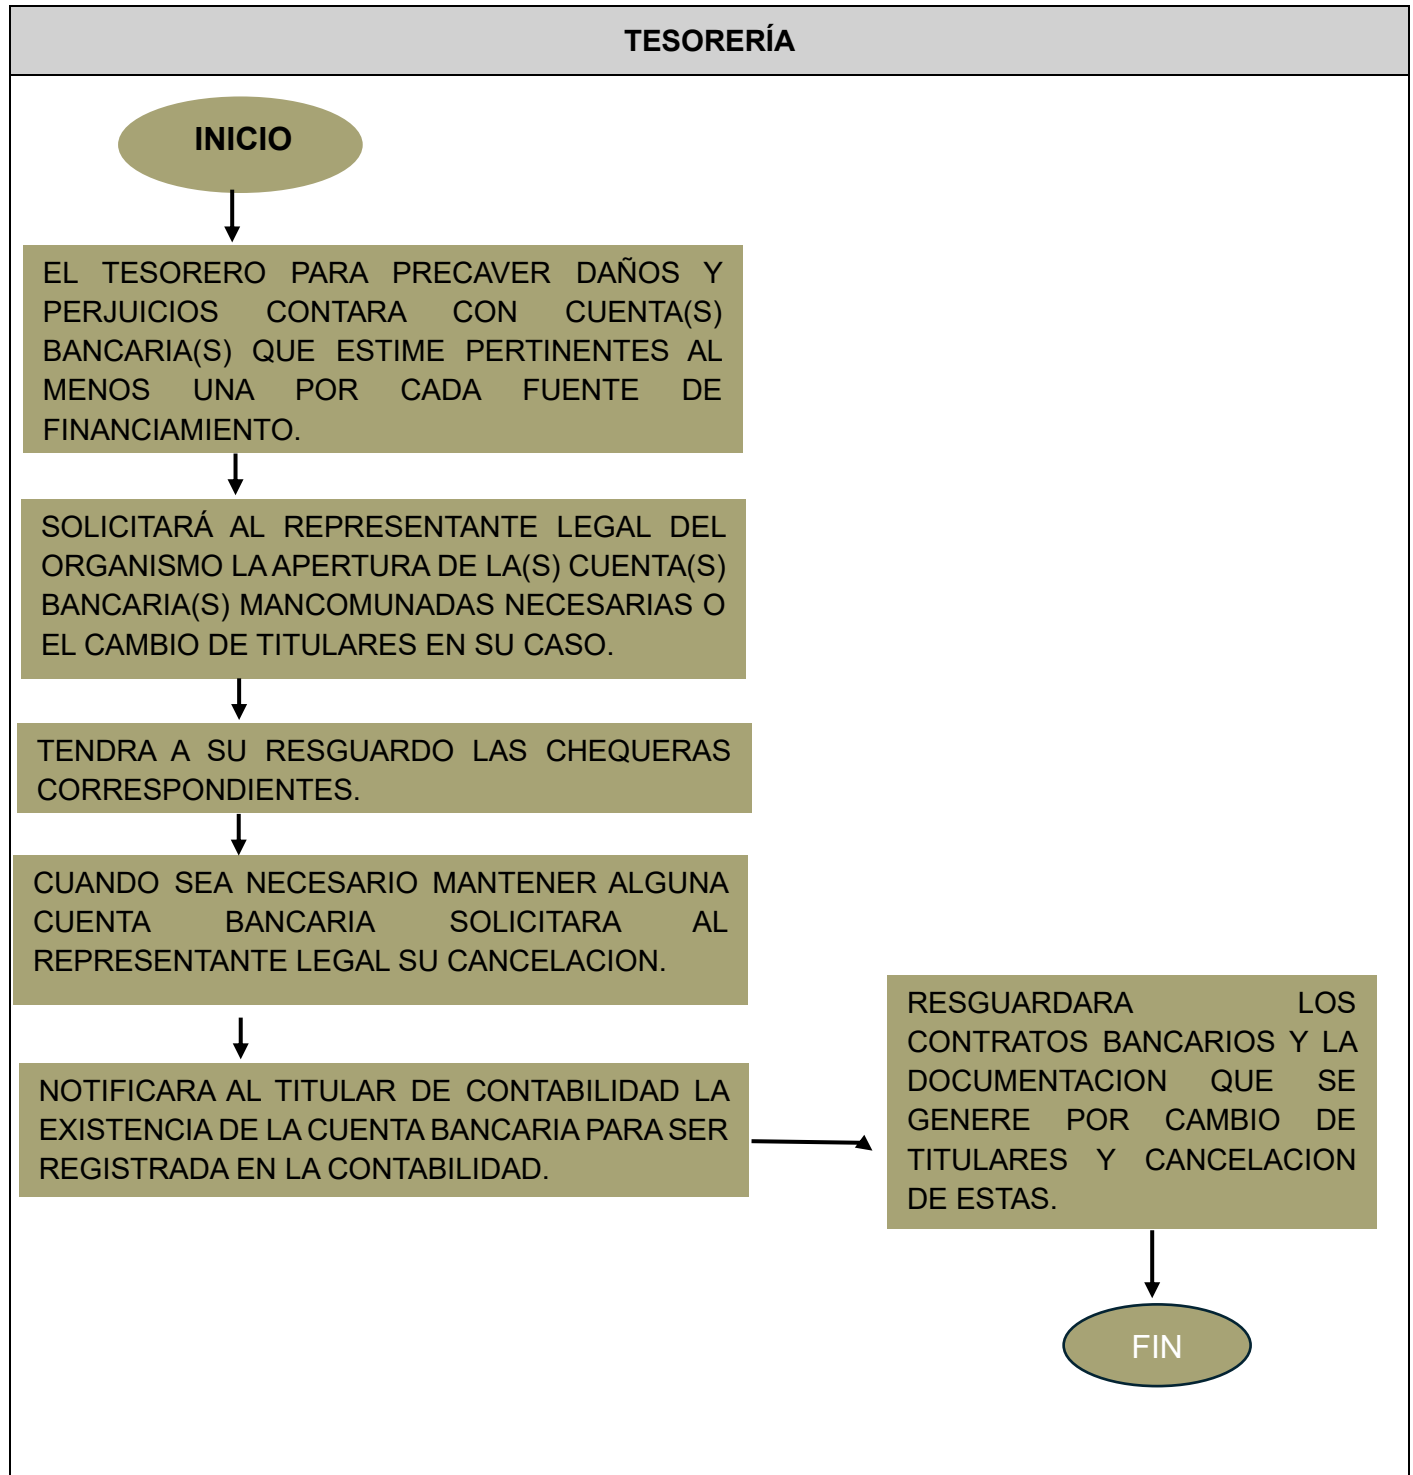 TESORERÍA
INICIO
EL TESORERO PARA PRECAVER DAÑOS Y
PERJUICIOS CONTARA CON CUENTA(S)
BANCARIA(S) QUE ESTIME PERTINENTES AL
MENOS UNA POR CADA FUENTE DE
FINANCIAMIENTO.
SOLICITARÁ AL REPRESENTANTE LEGAL DEL
ORGANISMO LA APERTURA DE LA(S) CUENTA(S)
BANCARIA(S) MANCOMUNADAS NECESARIAS O
EL CAMBIO DE TITULARES EN SU CASO.
TENDRA A SU RESGUARDO LAS CHEQUERAS
CORRESPONDIENTES.
CUANDO SEA NECESARIO MANTENER ALGUNA
CUENTA BANCARIA SOLICITARA AL
REPRESENTANTE LEGAL SU CANCELACION.
NOTIFICARA AL TITULAR DE CONTABILIDAD LA
EXISTENCIA DE LA CUENTA BANCARIA PARA SER
REGISTRADA EN LA CONTABILIDAD.
RESGUARDARA LOS
CONTRATOS BANCARIOS Y LA
DOCUMENTACION QUE SE
GENERE POR CAMBIO DE
TITULARES Y CANCELACION
DE ESTAS.
FIN